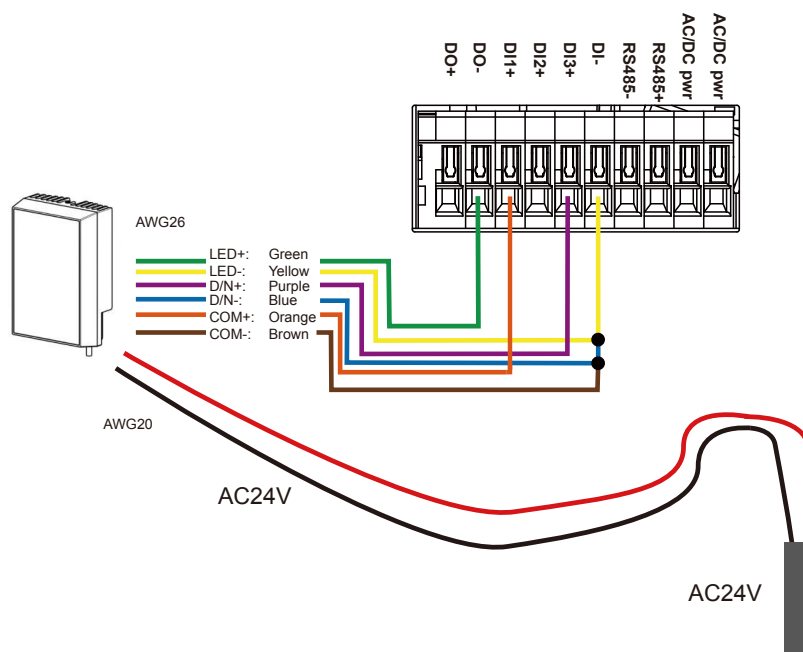 DO+
DO-
DI1+
DI2+
DI3+
DI-
RS485-
RS485+
AC/DC pwr
AC/DC pwr
AWG26
LED+: Green
LED-: Yellow
D/N+: Purple
D/N-: Blue
COM+: Orange
COM-: Brown
AWG20
AC24V
AC24V